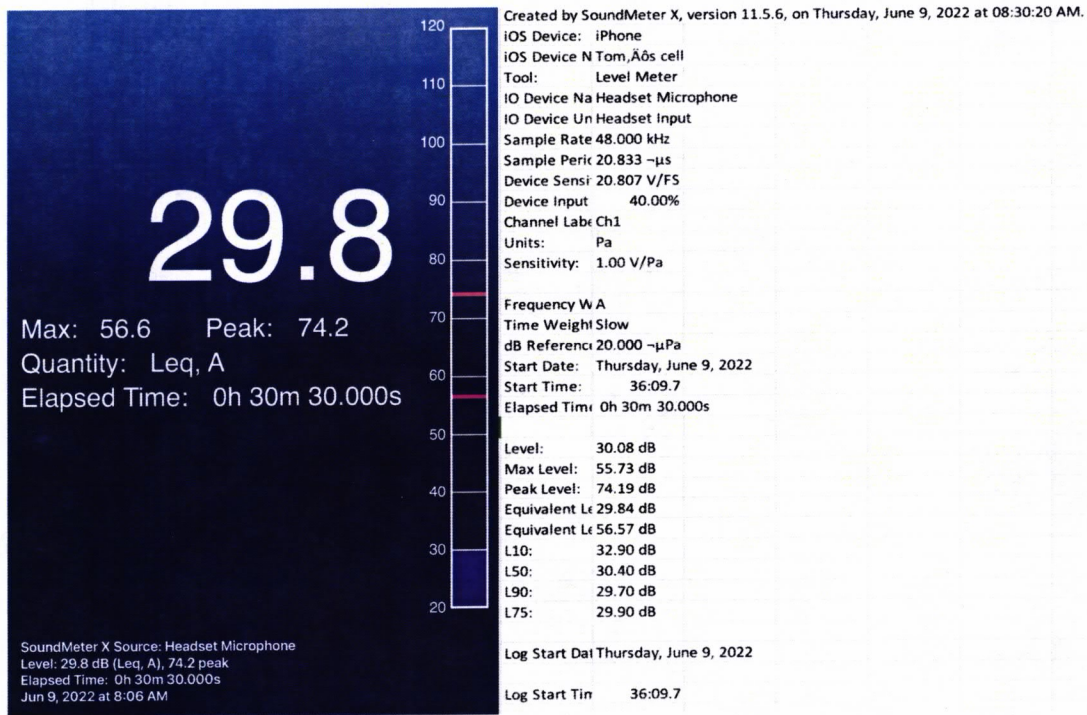 120
110
100
90
80
70
60
50
40
30
20
29.8
Max: 56.6 Peak: 74.2
Quantity: Leq, A
Elapsed Time: 0h 30m 30.000s
SoundMeter X Source: Headset Microphone
Level: 29.8 dB (Leq, A), 74.2 peak
Elapsed Time: 0h 30m 30.000s
Jun 9, 2022 at 8:06 AM
Created by SoundMeter X, version 11.5.6, on Thursday, June 9, 2022 at 08:30:20 AM.
iOS Device: iPhone
iOS Device N Tom‚Äôs cell
Tool: Level Meter
IO Device Na Headset Microphone
IO Device Un Headset Input
Sample Rate 48.000 kHz
Sample Peric 20.833 ¬µs
Device Sensi 20.807 V/FS
Device Input 40.00%
Channel Labe Ch1
Units: Pa
Sensitivity: 1.00 V/Pa
Frequency W A
Time Weight Slow
dB Referenc 20.000 ¬µPa
Start Date: Thursday, June 9, 2022
Start Time: 36:09.7
Elapsed Time 0h 30m 30.000s
Level: 30.08 dB
Max Level: 55.73 dB
Peak Level: 74.19 dB
Equivalent Le 29.84 dB
Equivalent Le 56.57 dB
L10: 32.90 dB
L50: 30.40 dB
L90: 29.70 dB
L75: 29.90 dB
Log Start Dat Thursday, June 9, 2022
Log Start Tim 36:09.7